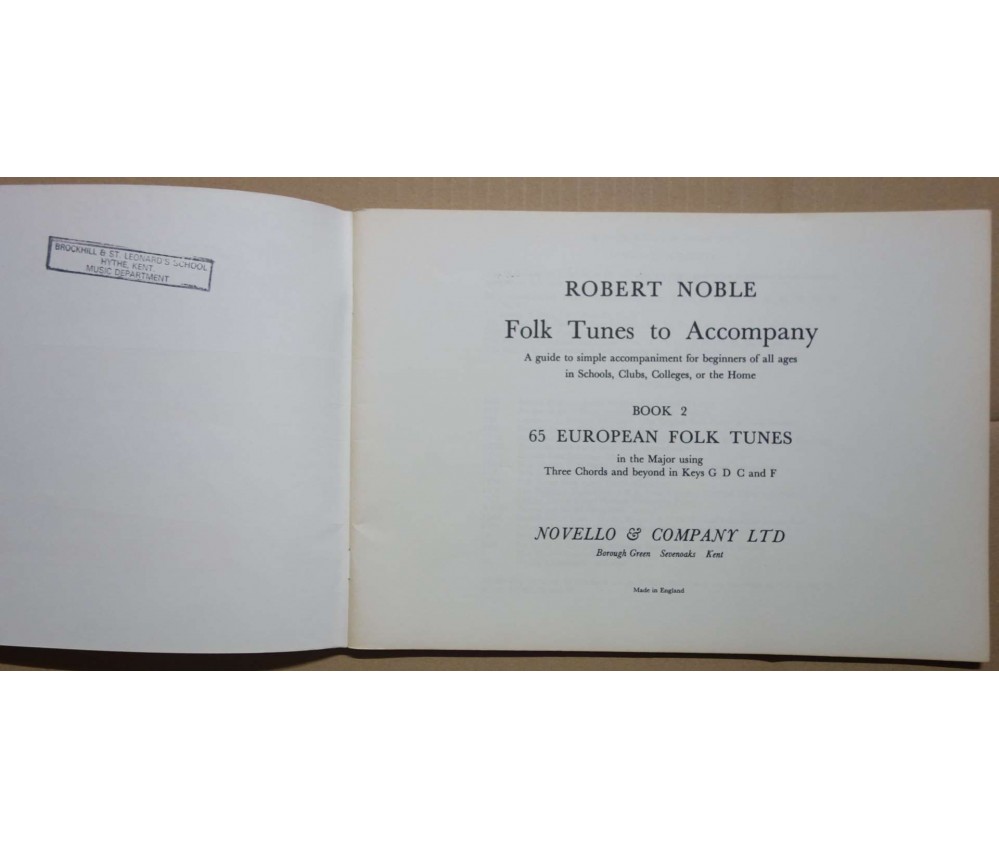 BROCKHILL & ST. LEONARD'S SCHOOL
HYTHE, KENT.
MUSIC DEPARTMENT
ROBERT NOBLE
Folk Tunes to Accompany
A guide to simple accompaniment for beginners of all ages
in Schools, Clubs, Colleges, or the Home
BOOK 2
65 EUROPEAN FOLK TUNES
in the Major using
Three Chords and beyond in Keys G D C and F
NOVELLO & COMPANY LTD
Borough Green Sevenoaks Kent
Made in England